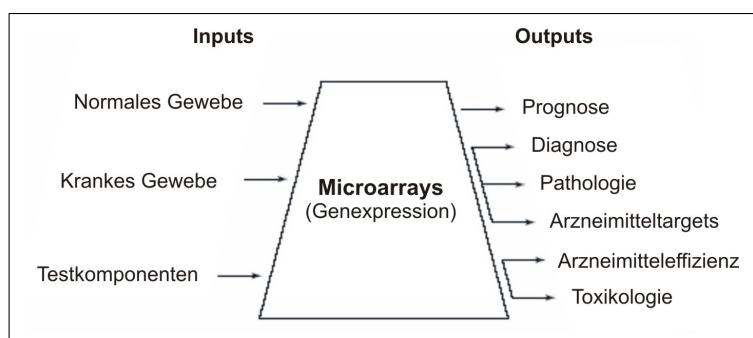 Inputs
Outputs
Normales Gewebe
Krankes Gewebe
Testkomponenten
Microarrays
(Genexpression)
Prognose
Diagnose
Pathologie
Arzneimitteltargets
Arzneimitteleffizienz
Toxikologie